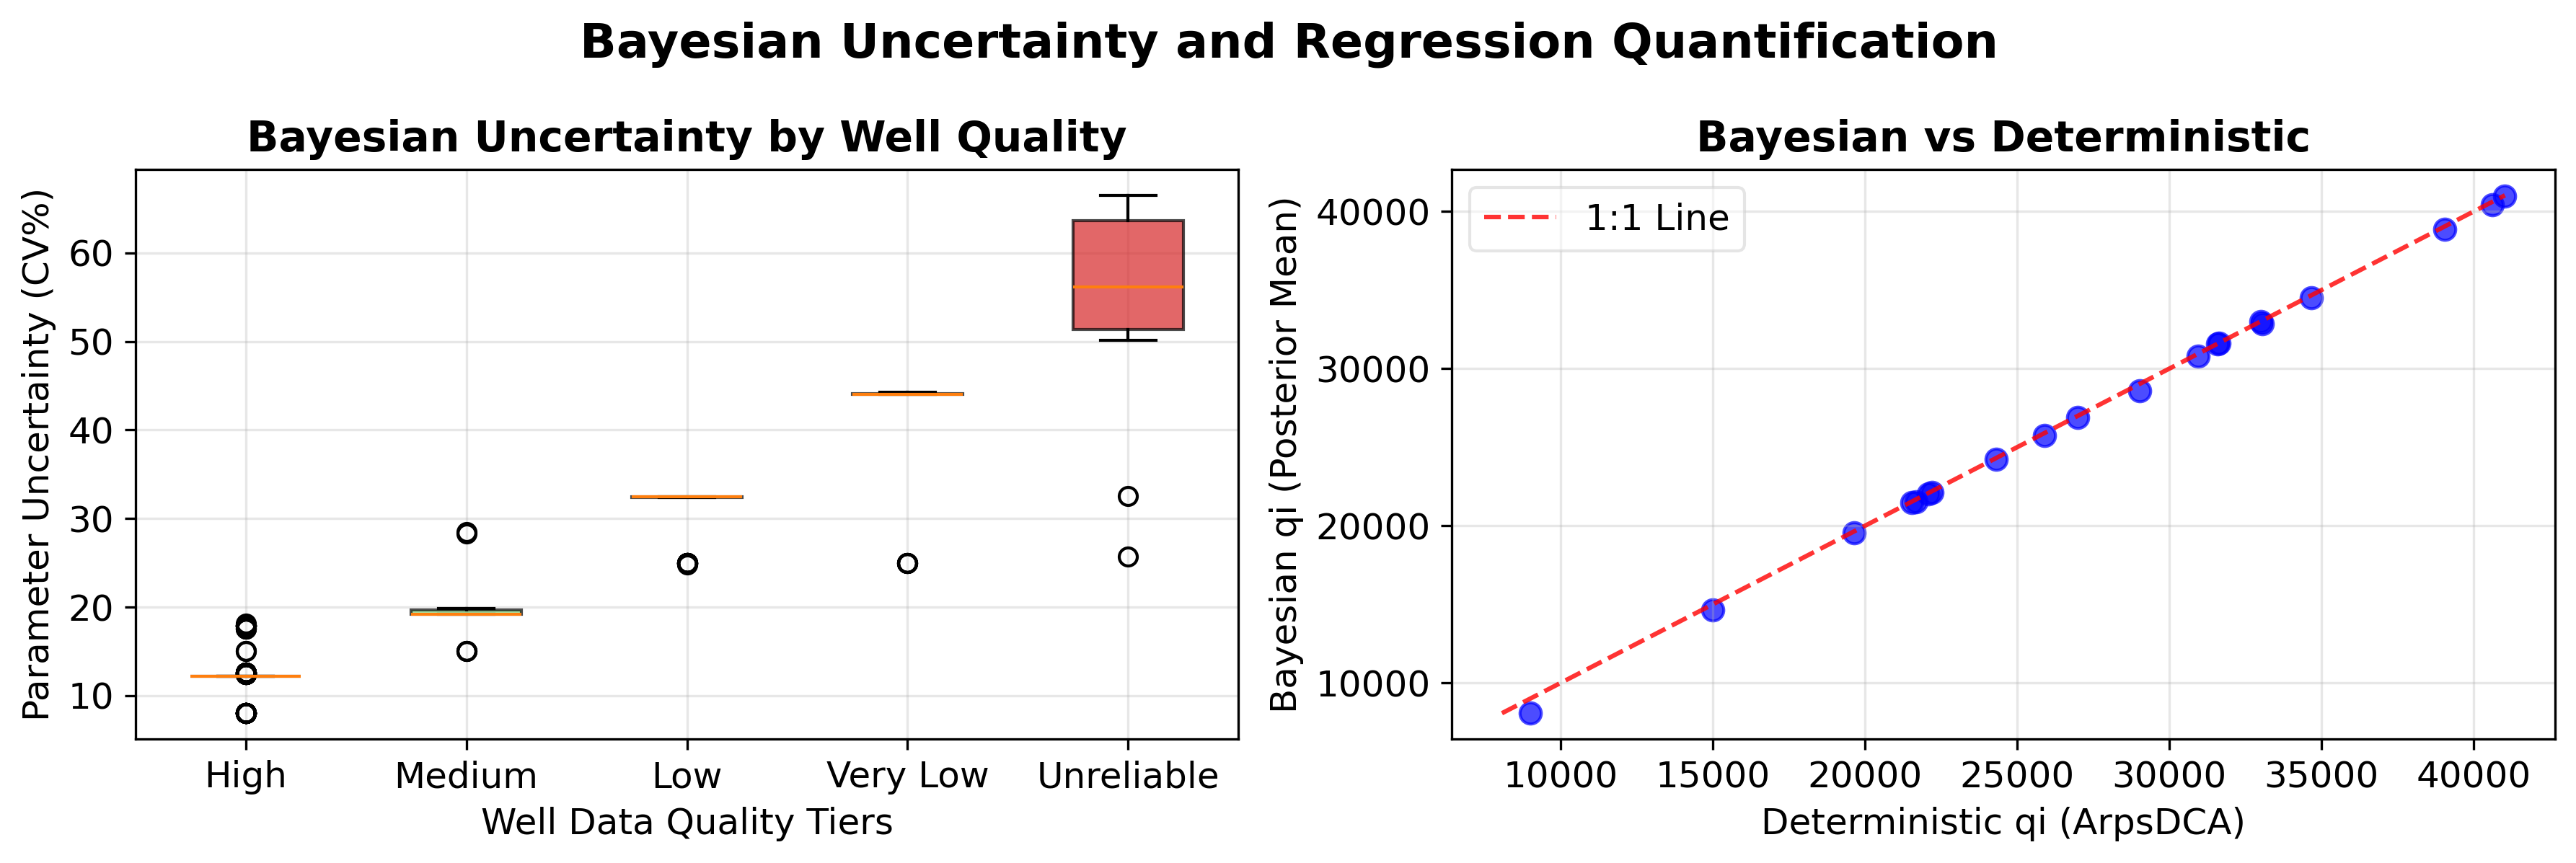 Bayesian Uncertainty and Regression Quantification
Bayesian Uncertainty by Well Quality
Parameter Uncertainty (CV%)
60
50
40
30
20
10
High
Medium
Low
Very Low
Unreliable
Well Data Quality Tiers
Bayesian vs Deterministic
1:1 Line
Bayesian qi (Posterior Mean)
40000
30000
20000
10000
10000
15000
20000
25000
30000
35000
40000
Deterministic qi (ArpsDCA)